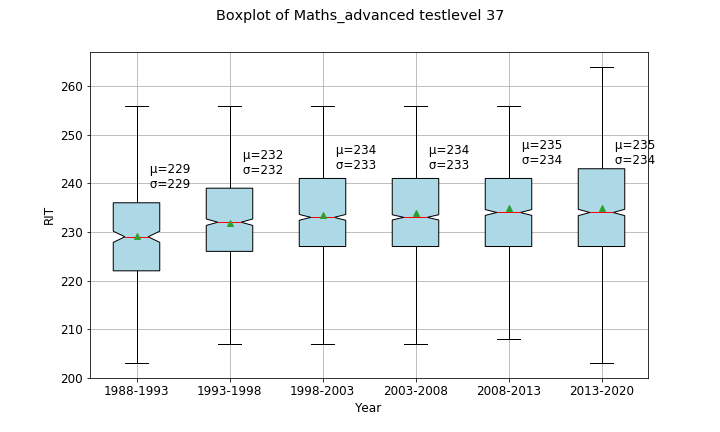 Boxplot of Maths_advanced testlevel 37
RIT
260
250
240
230
220
210
200
μ=229
σ=229
μ=232
σ=232
μ=234
σ=233
μ=234
σ=233
μ=235
σ=234
μ=235
σ=234
1988-1993 1993-1998 1998-2003 2003-2008 2008-2013 2013-2020
Year